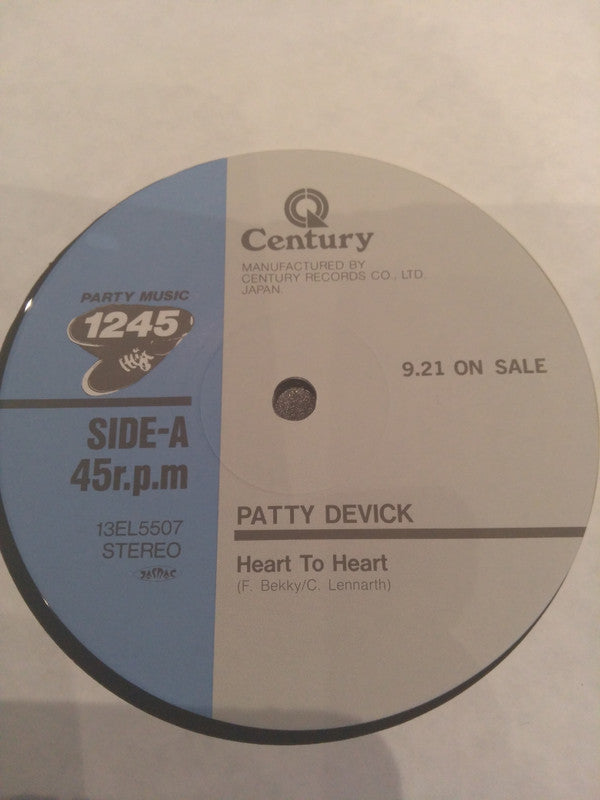 Century
MANUFACTURED BY
CENTURY RECORDS CO., LTD.
JAPAN.
PARTY MUSIC
1245
9.21 ON SALE
SIDE-A
45r.p.m
13EL5507
STEREO
PATTY DEVICK
Heart To Heart
(F. Bekky/C. Lennarth)